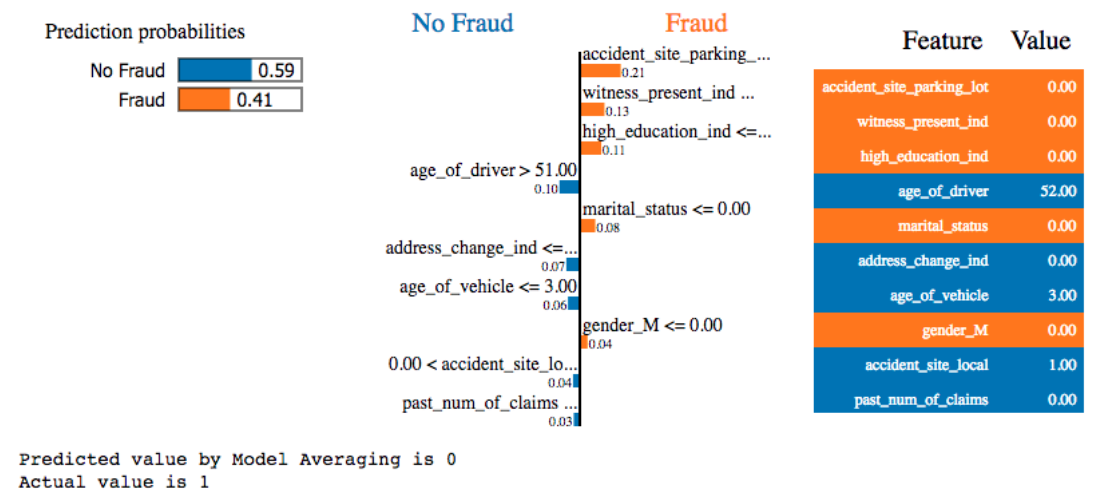 Prediction probabilities
No Fraud 0.59
Fraud 0.41
No Fraud Fraud
accident_site_parking_...
0.21
witness_present_ind ...
0.13
high_education_ind <=...
0.11
age_of_driver > 51.00
0.10
marital_status <= 0.00
0.08
address_change_ind <=...
0.07
age_of_vehicle <= 3.00
0.06
gender_M <= 0.00
0.04
0.00 < accident_site_lo...
0.04
past_num_of_claims ...
0.03
Feature Value
accident_site_parking_lot 0.00
witness_present_ind 0.00
high_education_ind 0.00
age_of_driver 52.00
marital_status 0.00
address_change_ind 0.00
age_of_vehicle 3.00
gender_M 0.00
accident_site_local 1.00
past_num_of_claims 0.00
Predicted value by Model Averaging is 0
Actual value is 1